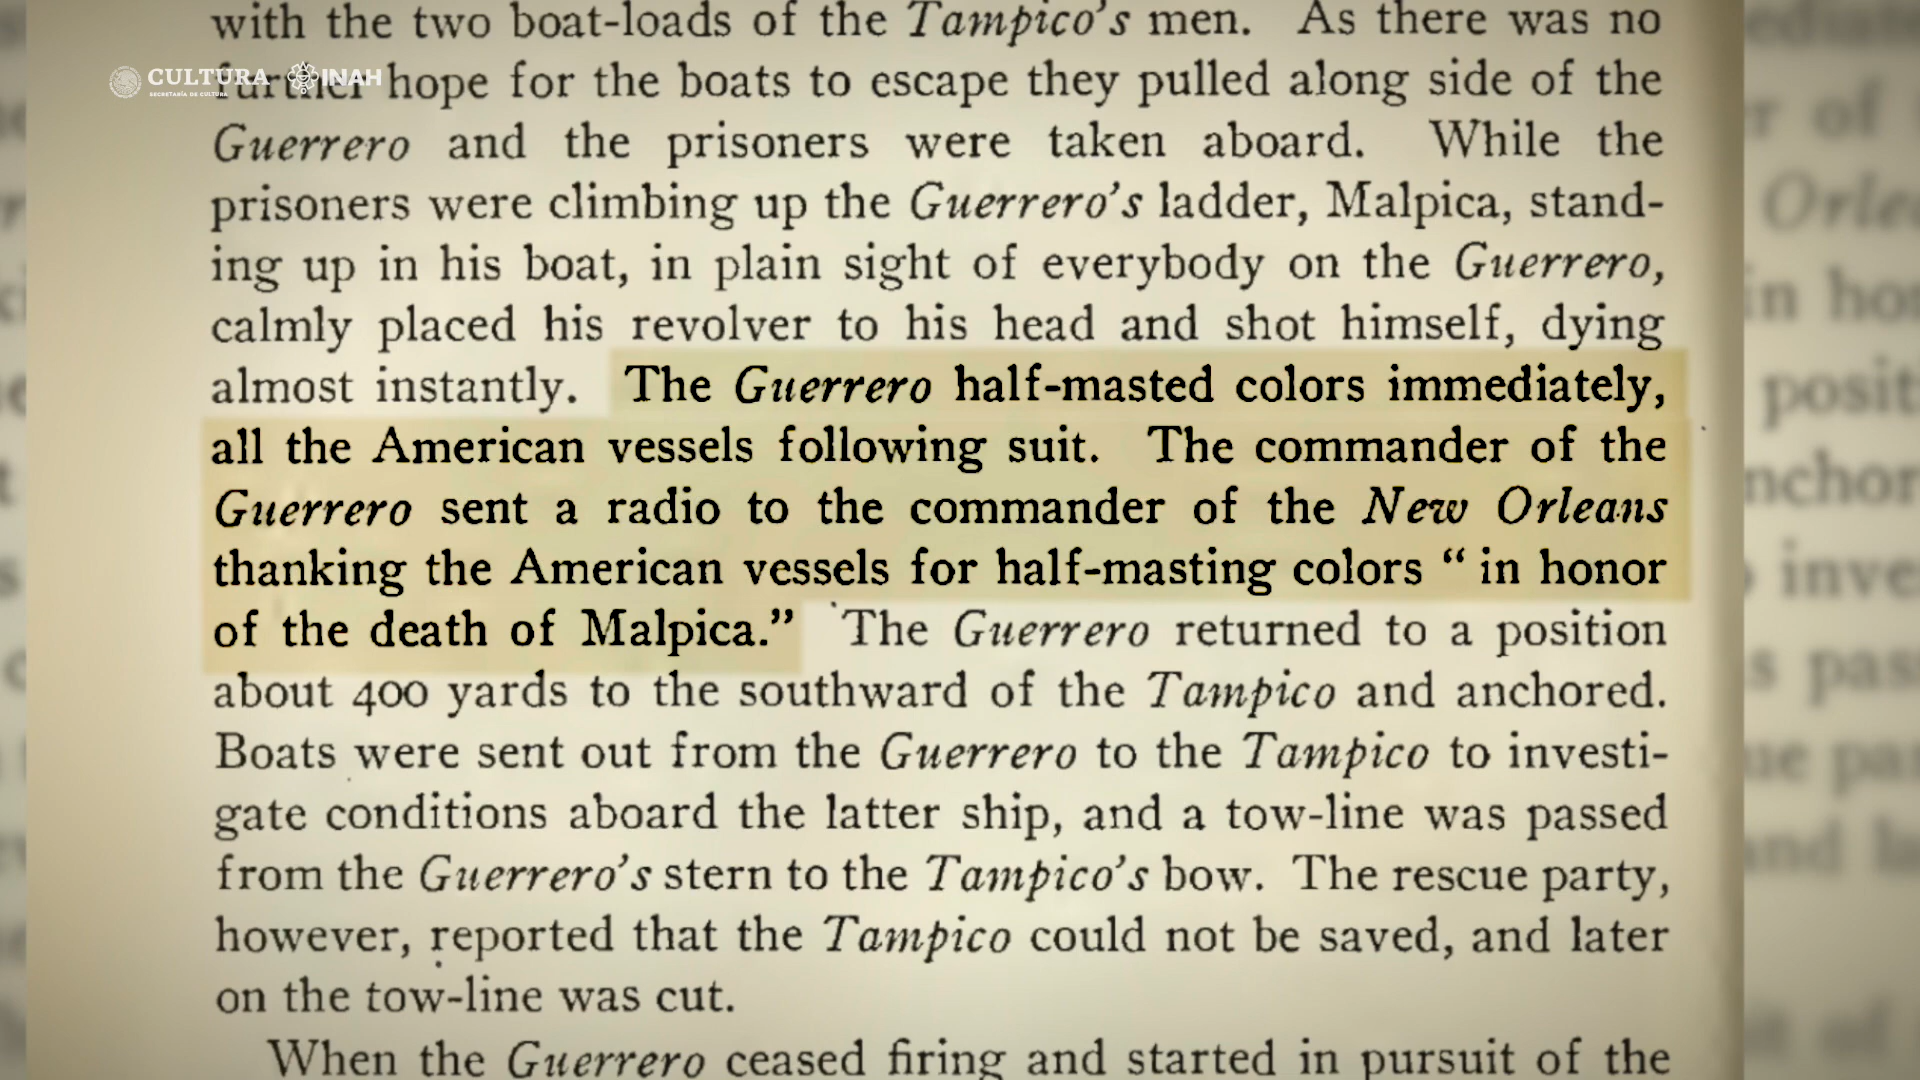 with the two boat-loads of the Tampico's men. As there was no
CULTURA INAH
SECRETARÍA DE CULTURA
further hope for the boats to escape they pulled along side of the
Guerrero and the prisoners were taken aboard. While the
prisoners were climbing up the Guerrero's ladder, Malpica, stand-
ing up in his boat, in plain sight of everybody on the Guerrero,
calmly placed his revolver to his head and shot himself, dying
almost instantly. The Guerrero half-masted colors immediately,
all the American vessels following suit. The commander of the
Guerrero sent a radio to the commander of the New Orleans
thanking the American vessels for half-masting colors “ in honor
of the death of Malpica.” The Guerrero returned to a position
about 400 yards to the southward of the Tampico and anchored.
Boats were sent out from the Guerrero to the Tampico to investi-
gate conditions aboard the latter ship, and a tow-line was passed
from the Guerrero's stern to the Tampico's bow. The rescue party,
however, reported that the Tampico could not be saved, and later
on the tow-line was cut.
When the Guerrero ceased firing and started in pursuit of the